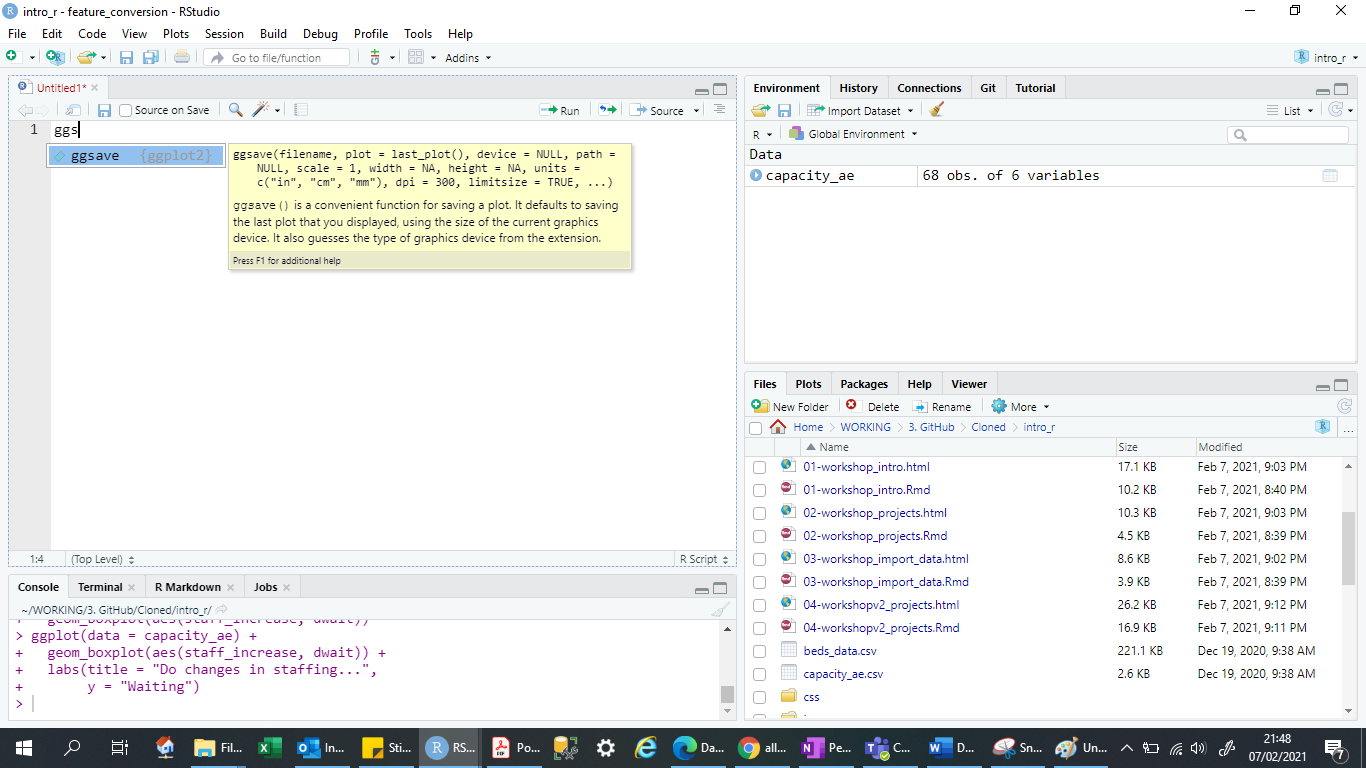 intro_r - feature_conversion - RStudio
File Edit Code View Plots Session Build Debug Profile Tools Help
Go to file/function Addins intro_r
Untitled1*
Source on Save Run Source
1 ggs
ggsave {ggplot2}
ggsave(filename, plot = last_plot(), device = NULL, path =
NULL, scale = 1, width = NA, height = NA, units =
c("in", "cm", "mm"), dpi = 300, limitsize = TRUE, ...)
ggsave() is a convenient function for saving a plot. It defaults to saving
the last plot that you displayed, using the size of the current graphics
device. It also guesses the type of graphics device from the extension.
Press F1 for additional help
1:4 (Top Level) R Script
Console Terminal R Markdown Jobs
~/WORKING/3. GitHub/Cloned/intro_r/
+ geom_boxplot(aes(staff_increase, dwait))
> ggplot(data = capacity_ae) +
+ geom_boxplot(aes(staff_increase, dwait)) +
+ labs(title = "Do changes in staffing...",
+ y = "Waiting")
>
Environment History Connections Git Tutorial
Import Dataset List
R Global Environment
Data
capacity_ae 68 obs. of 6 variables
Files Plots Packages Help Viewer
New Folder Delete Rename More
Home WORKING 3. GitHub Cloned intro_r ...
Name Size Modified
01-workshop_intro.html 17.1 KB Feb 7, 2021, 9:03 PM
01-workshop_intro.Rmd 10.2 KB Feb 7, 2021, 8:40 PM
02-workshop_projects.html 10.3 KB Feb 7, 2021, 9:03 PM
02-workshop_projects.Rmd 4.5 KB Feb 7, 2021, 8:39 PM
03-workshop_import_data.html 8.6 KB Feb 7, 2021, 9:02 PM
03-workshop_import_data.Rmd 3.9 KB Feb 7, 2021, 8:39 PM
04-workshopv2_projects.html 26.2 KB Feb 7, 2021, 9:12 PM
04-workshopv2_projects.Rmd 16.9 KB Feb 7, 2021, 9:11 PM
beds_data.csv 221.1 KB Dec 19, 2020, 9:38 AM
capacity_ae.csv 2.6 KB Dec 19, 2020, 9:38 AM
css
Fil... In... Sti... RS... Po... Da... all... Pe... C... D... Sn... Un... 21:48
07/02/2021 7